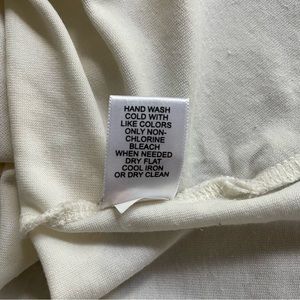 HAND WASH
COLD WITH
LIKE COLORS
ONLY NON-
CHLORINE
BLEACH
WHEN NEEDED
DRY FLAT
COOL IRON
OR DRY CLEAN